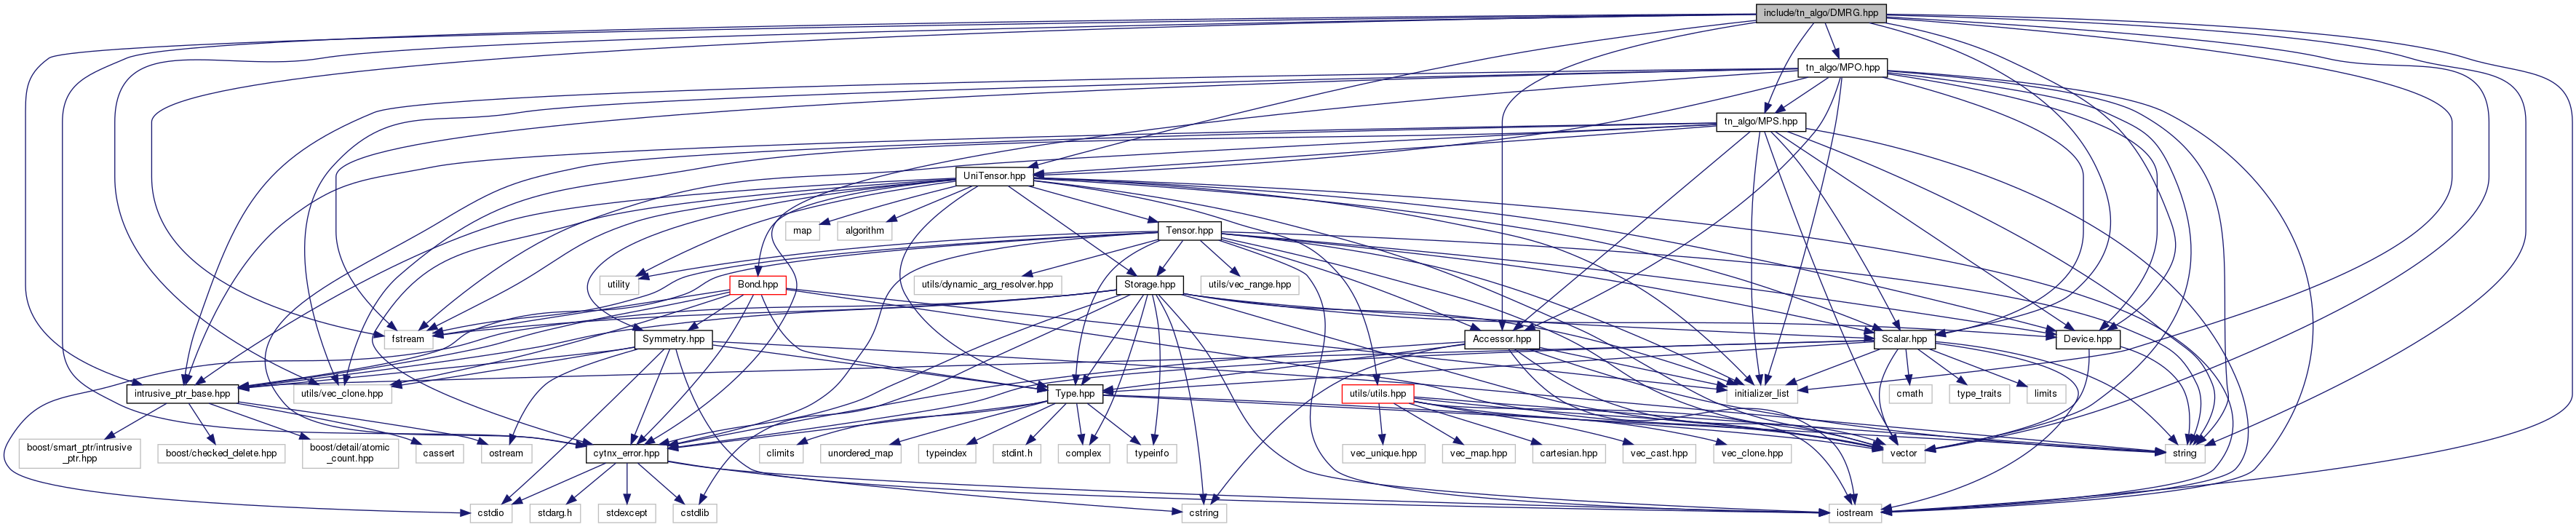 include/tn_algo/DMRG.hpp
tn_algo/MPO.hpp
tn_algo/MPS.hpp
UniTensor.hpp
map
algorithm
Tensor.hpp
utility
Bond.hpp
utils/dynamic_arg_resolver.hpp
Storage.hpp
utils/vec_range.hpp
fstream
Symmetry.hpp
Accessor.hpp
Scalar.hpp
Device.hpp
intrusive_ptr_base.hpp
utils/vec_clone.hpp
Type.hpp
utils/utils.hpp
initializer_list
cmath
type_traits
limits
boost/smart_ptr/intrusive
_ptr.hpp
boost/checked_delete.hpp
boost/detail/atomic
_count.hpp
cassert
ostream
cytnx_error.hpp
climits
unordered_map
typeindex
stdint.h
complex
typeinfo
vec_unique.hpp
vec_map.hpp
cartesian.hpp
vec_cast.hpp
vec_clone.hpp
vector
string
cstdio
stdarg.h
stdexcept
cstdlib
cstring
iostream